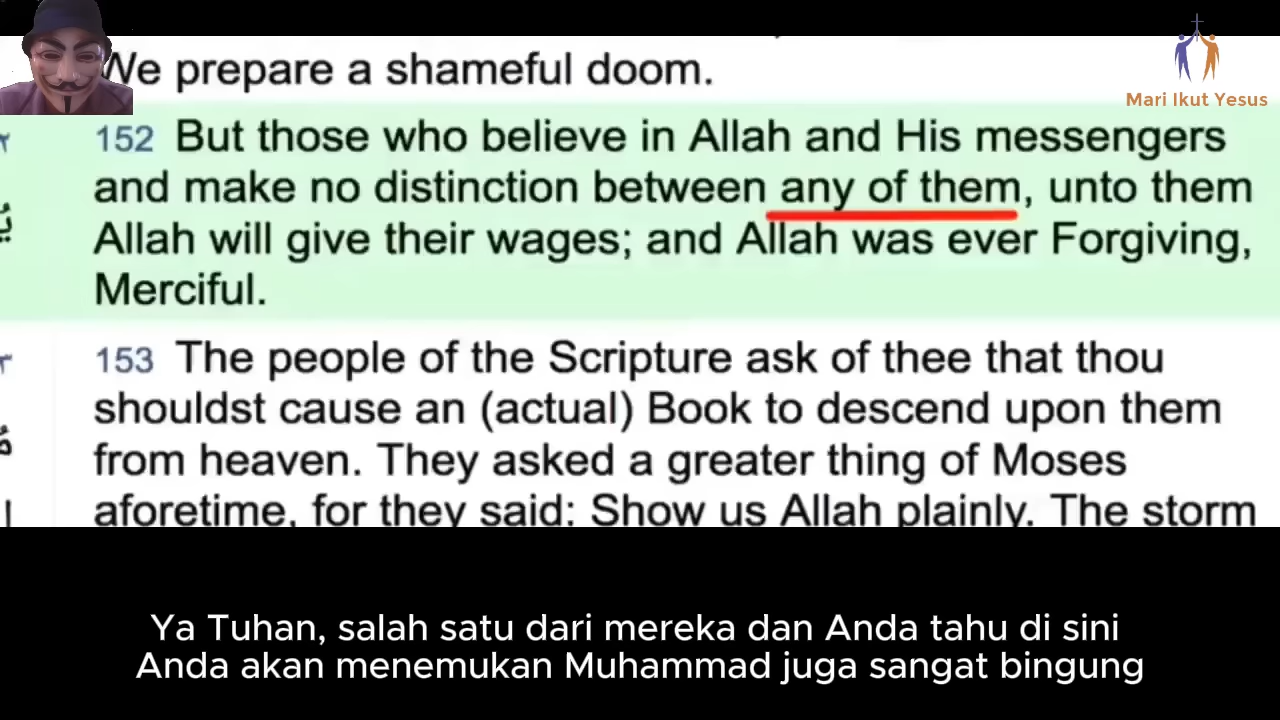 We prepare a shameful doom.
Mari Ikut Yesus
152 But those who believe in Allah and His messengers
and make no distinction between any of them, unto them
Allah will give their wages; and Allah was ever Forgiving,
Merciful.
153 The people of the Scripture ask of thee that thou
shouldst cause an (actual) Book to descend upon them
from heaven. They asked a greater thing of Moses
aforetime, for they said: Show us Allah plainly. The storm
Ya Tuhan, salah satu dari mereka dan Anda tahu di sini
Anda akan menemukan Muhammad juga sangat bingung